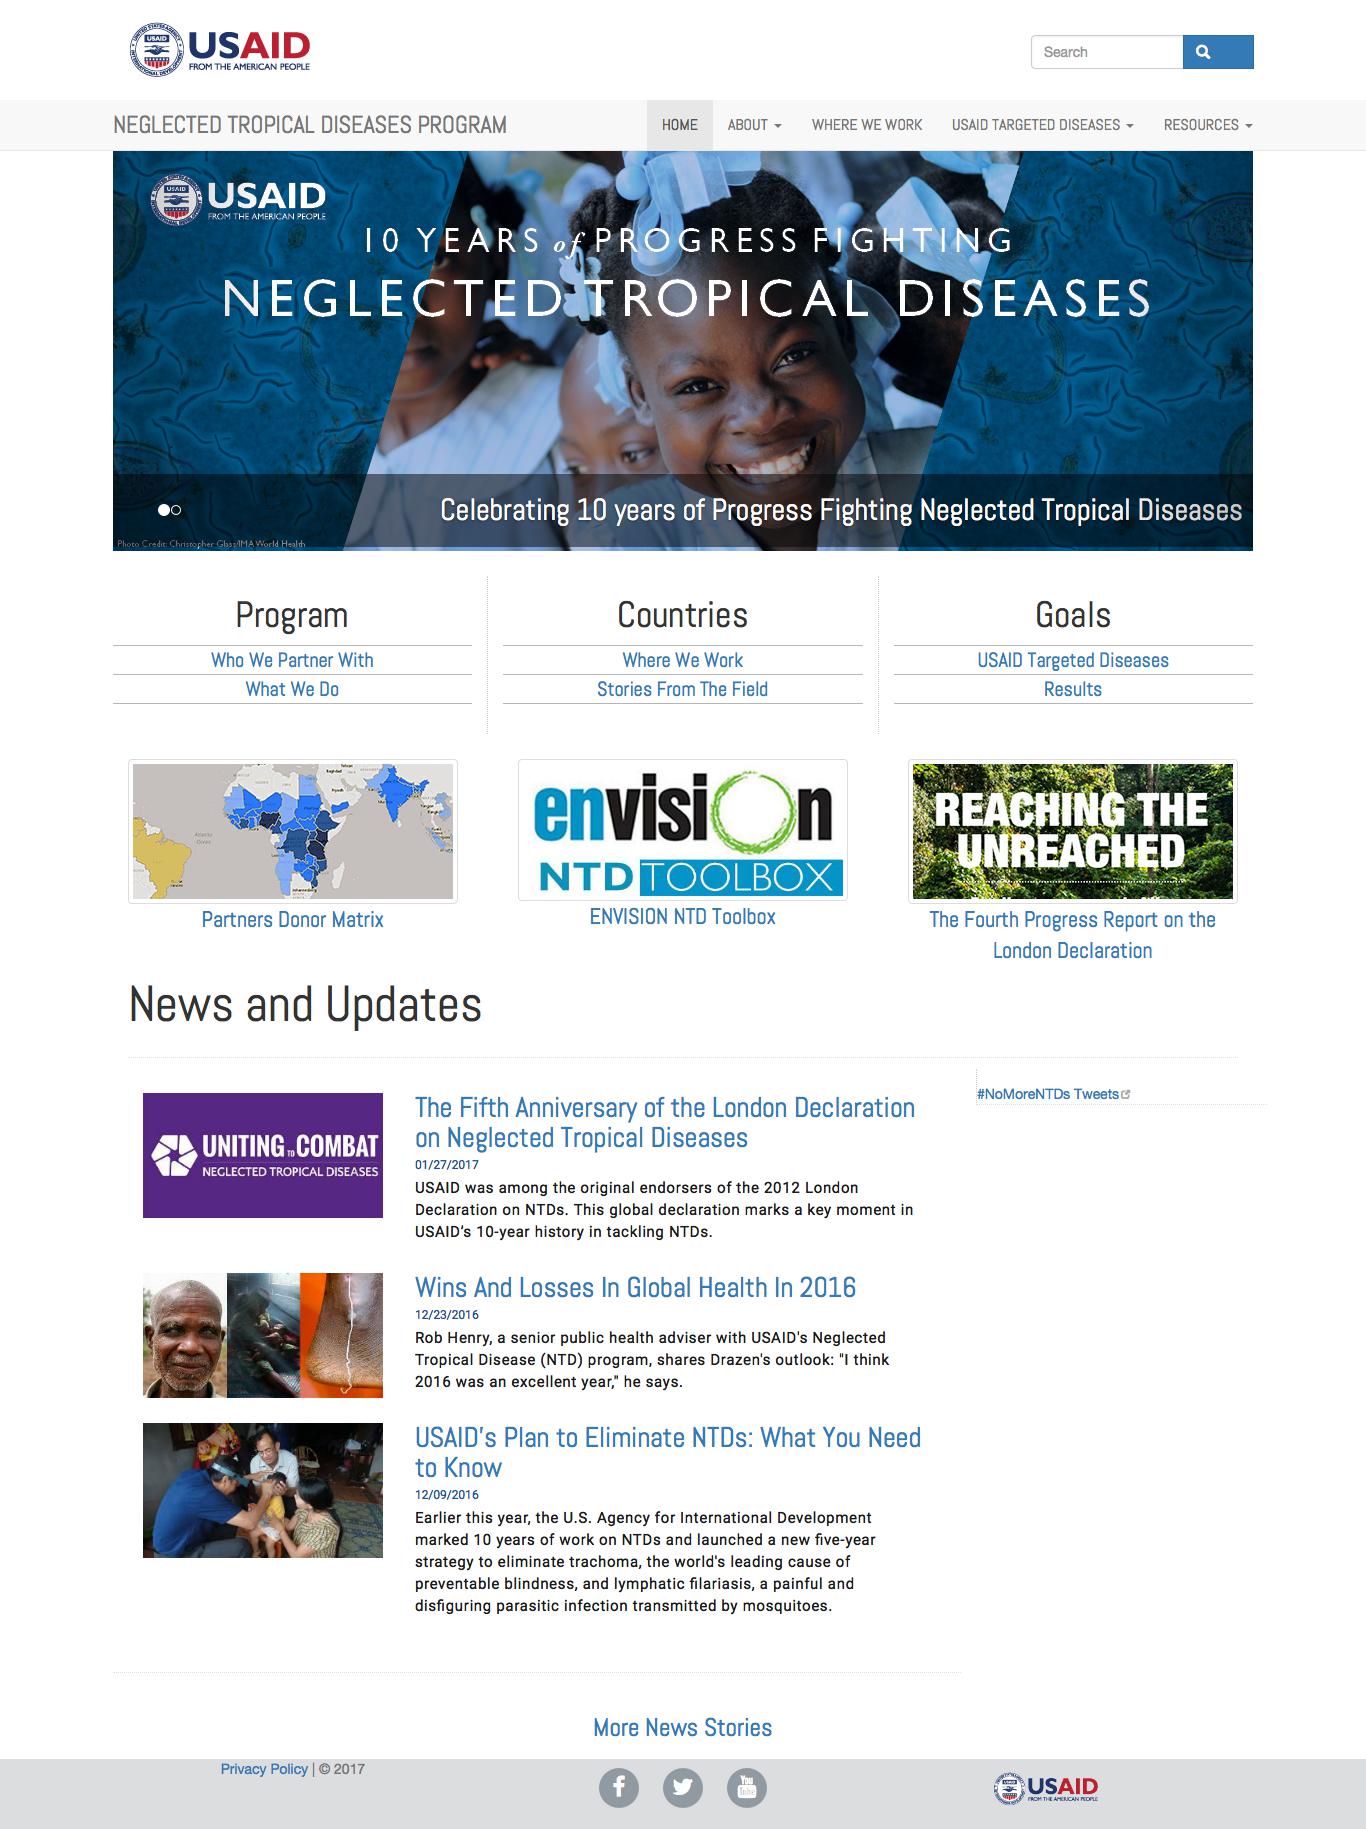 USAID
FROM THE AMERICAN PEOPLE
Search
NEGLECTED TROPICAL DISEASES PROGRAM
HOME
ABOUT
WHERE WE WORK
USAID TARGETED DISEASES
RESOURCES
USAID
FROM THE AMERICAN PEOPLE
10 YEARS of PROGRESS FIGHTING
NEGLECTED TROPICAL DISEASES
Celebrating 10 years of Progress Fighting Neglected Tropical Diseases
Photo Credit: Christopher Glass/IMA World Health
Program
Who We Partner With
What We Do
Countries
Where We Work
Stories From The Field
Goals
USAID Targeted Diseases
Results
envision
NTD TOOLBOX
REACHING THE
UNREACHED
Partners Donor Matrix
ENVISION NTD Toolbox
The Fourth Progress Report on the
London Declaration
News and Updates
#NoMoreNTDs Tweets
UNITING TO COMBAT
NEGLECTED TROPICAL DISEASES
The Fifth Anniversary of the London Declaration
on Neglected Tropical Diseases
01/27/2017
USAID was among the original endorsers of the 2012 London
Declaration on NTDs. This global declaration marks a key moment in
USAID’s 10-year history in tackling NTDs.
Wins And Losses In Global Health In 2016
12/23/2016
Rob Henry, a senior public health adviser with USAID's Neglected
Tropical Disease (NTD) program, shares Drazen's outlook: "I think
2016 was an excellent year," he says.
USAID’s Plan to Eliminate NTDs: What You Need
to Know
12/09/2016
Earlier this year, the U.S. Agency for International Development
marked 10 years of work on NTDs and launched a new five-year
strategy to eliminate trachoma, the world's leading cause of
preventable blindness, and lymphatic filariasis, a painful and
disfiguring parasitic infection transmitted by mosquitoes.
More News Stories
Privacy Policy | © 2017
You
Tube
USAID
FROM THE AMERICAN PEOPLE